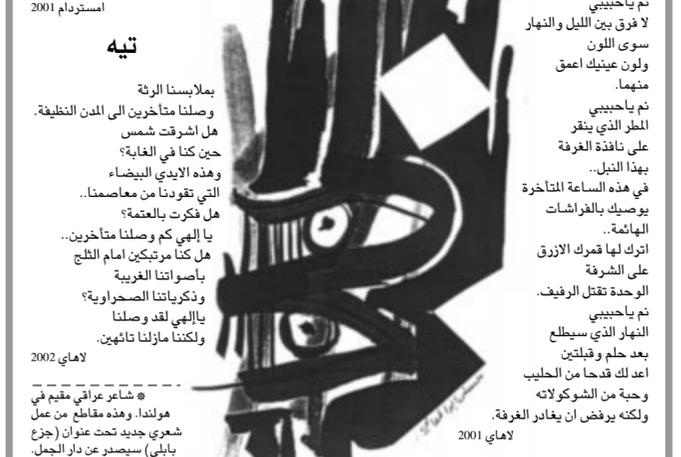 نم ياحبيبي
لا فرق بين الليل والنهار
سوى اللون
ولون عينيك اعمق
منهما.
نم ياحبيبي
المطر الذي ينقر
على نافذة الغرفة
بهذا النبل..
في هذه الساعة المتأخرة
يوصيك بالفراشات
الهائمة..
اترك لها قمرك الازرق
على الشرفة
الوحدة تقتل الرفيف.
نم ياحبيبي
النهار الذي سيطلع
بعد حلم وقبلتين
اعد لك قدحا من الحليب
وحبة من الشوكولاته
ولكنه يرفض ان يغادر الغرفة.
لاهاي 2001
امستردام 2001
تيه
بملابسنا الرثة
وصلنا متأخرين الى المدن النظيفة.
هل اشرقت شمس
حين كنا في الغابة؟
وهذه الايدي البيضاء
التي تقودنا من معاصمنا..
هل فكرت بالعتمة؟
يا إلهي كم وصلنا متأخرين..
هل كنا مرتبكين امام الثلج
بأصواتنا الغريبة
وذكرياتنا الصحراوية؟
ياإلهي لقد وصلنا
ولكننا مازلنا تائهين.
لاهاي 2002
* شاعر عراقي مقيم في
هولندا. وهذه مقاطع من عمل
شعري جديد تحت عنوان (جزع
بابلي) سيصدر عن دار الجمل.